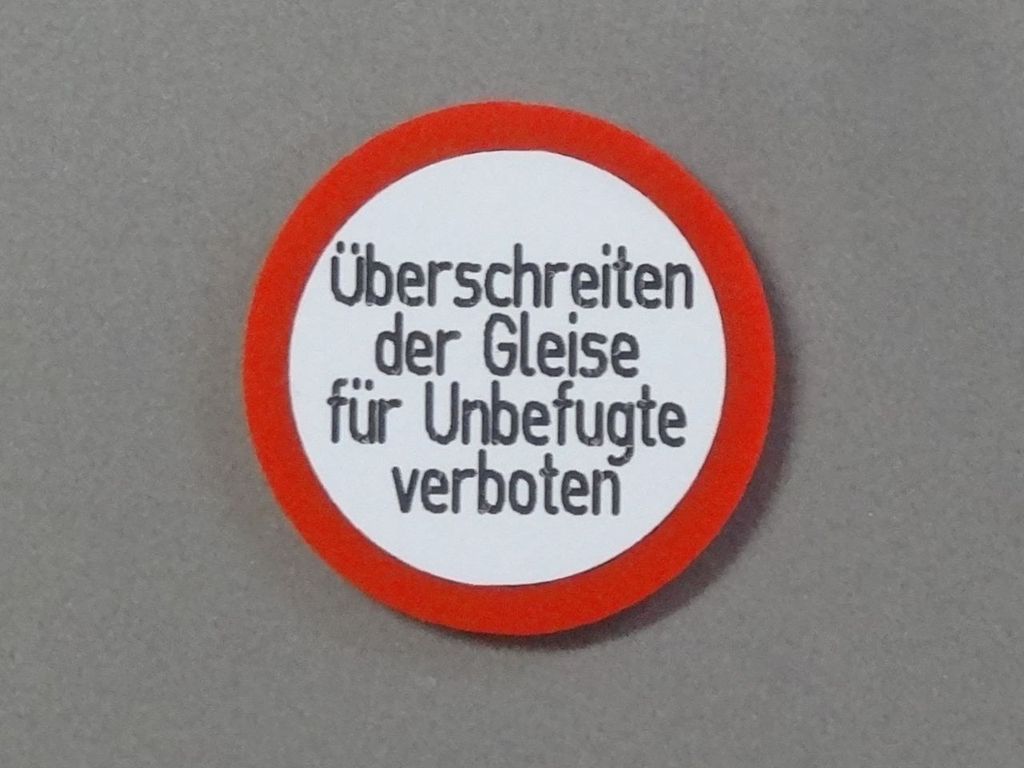 Überschreiten
der Gleise
für Unbefugte
verboten